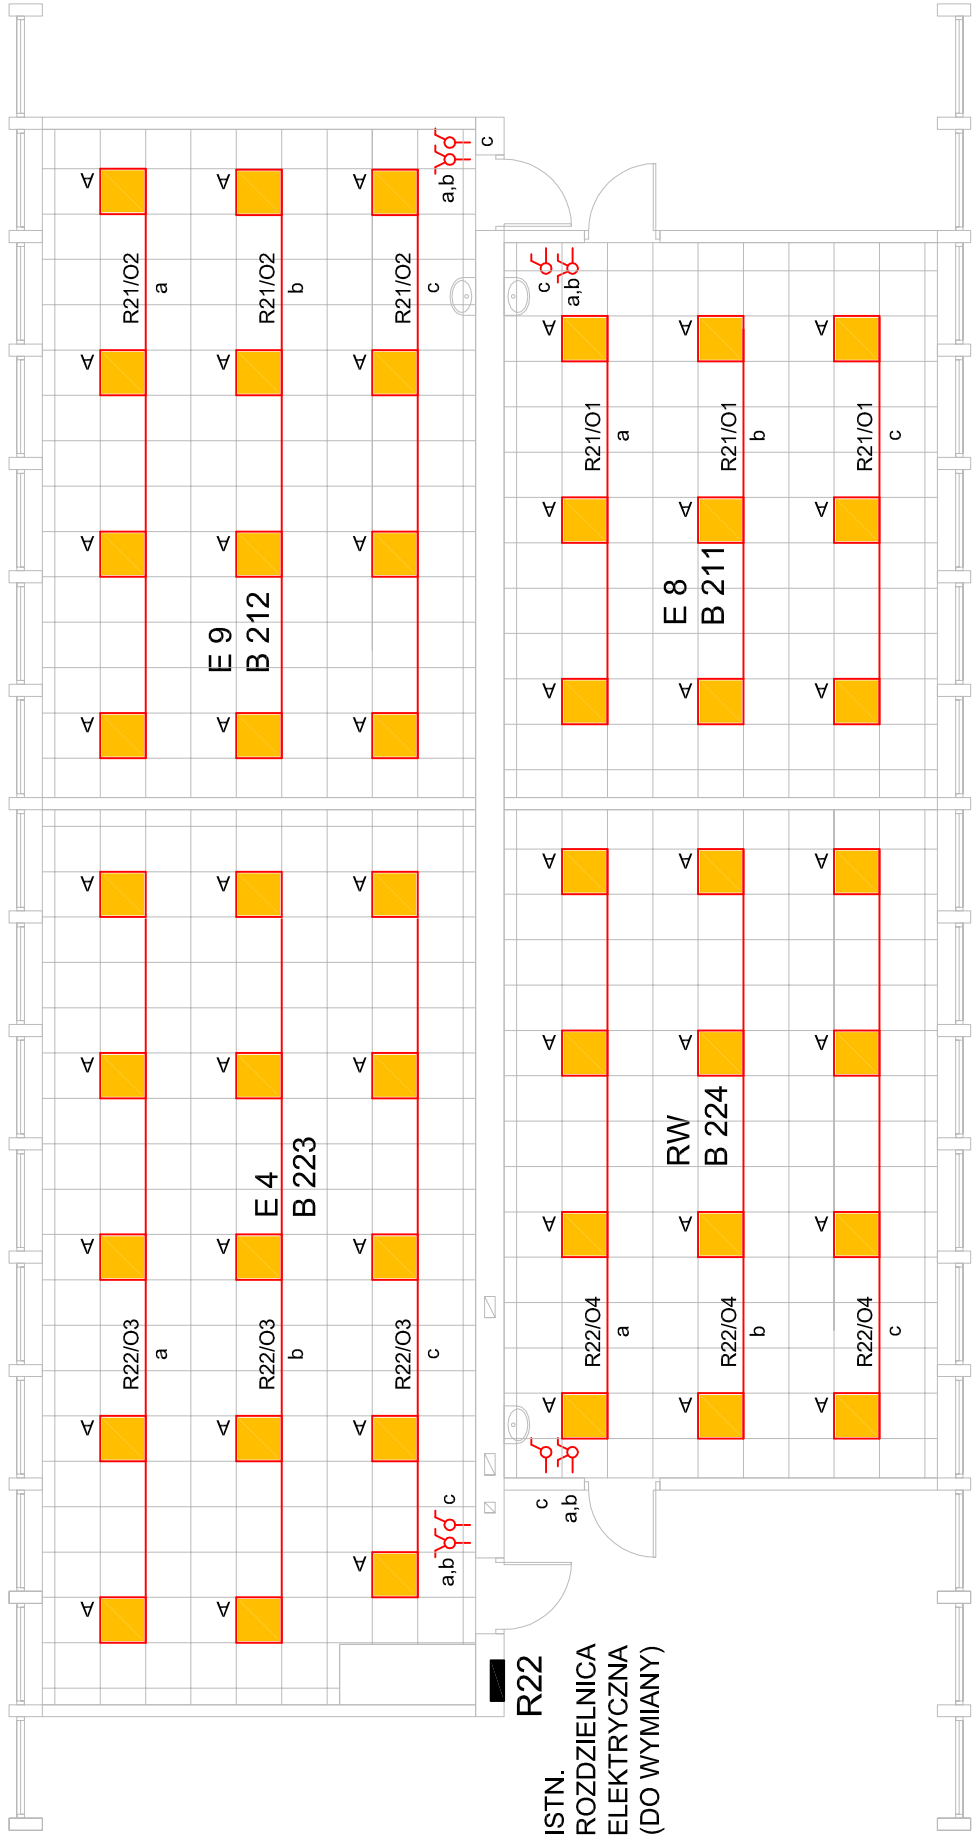 A
A
A
A
A
R22/O3
a
A
A
A
A
A
E 4
B 223
R22/O3
b
A
A
A
A
A
R22/O3
c
a,b
c
A
A
A
A
R21/O2
a
A
A
A
A
E 9
B 212
R21/O2
b
A
A
A
A
R21/O2
c
a,b
c
R22
ISTN.
ROZDZIELNICA
ELEKTRYCZNA
(DO WYMIANY)
c
a,b
A
A
A
A
R22/O4
a
A
A
A
A
RW
B 224
R22/O4
b
A
A
A
A
R22/O4
c
c
a,b
A
A
A
R21/O1
a
A
A
A
E 8
B 211
R21/O1
b
A
A
A
R21/O1
c